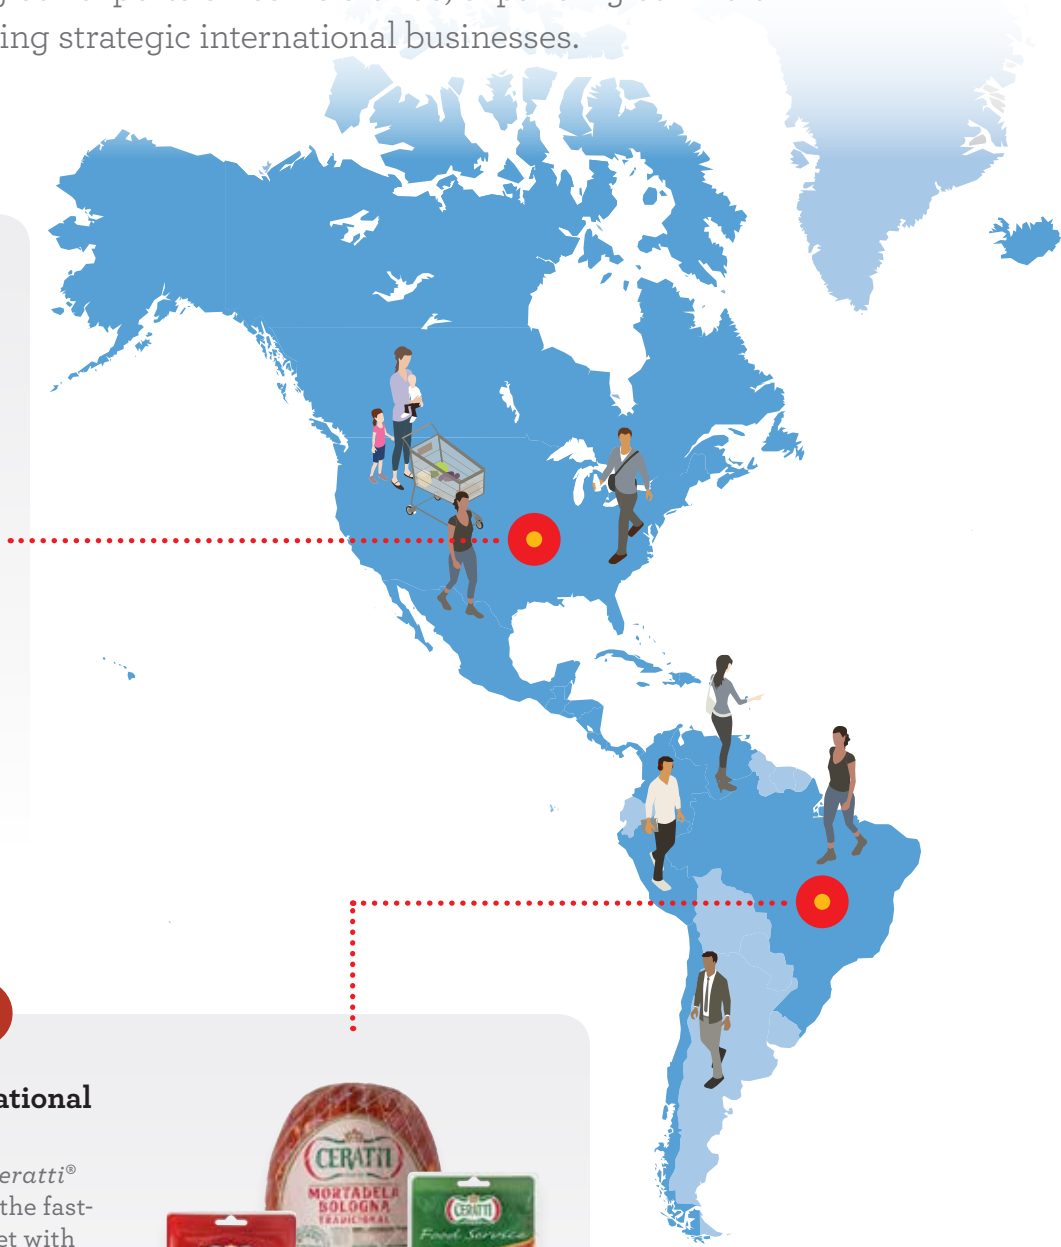 ing strategic international businesses.
ational
eratti®
the fast-
et with
CERATTI
MORTADELA
BOLOGNA
TRADICIONAL
CERATTI
Food Service